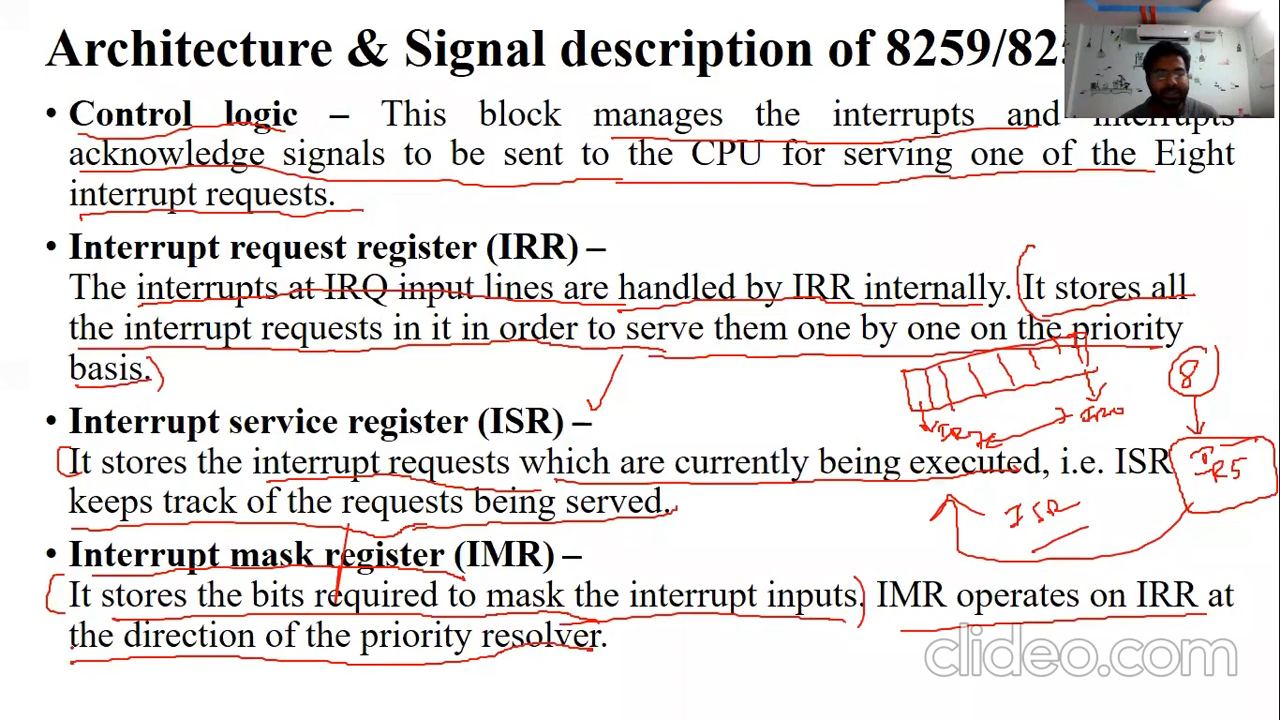 Architecture & Signal description of 8259/82
• Control logic – This block manages the interrupts and interrupts
acknowledge signals to be sent to the CPU for serving one of the Eight
interrupt requests.
• Interrupt request register (IRR) –
The interrupts at IRQ input lines are handled by IRR internally. It stores all
the interrupt requests in it in order to serve them one by one on the priority
basis.
8
IR0
• Interrupt service register (ISR) –
It stores the interrupt requests which are currently being executed, i.e. ISR
IR5
keeps track of the requests being served.
ISR
• Interrupt mask register (IMR) –
It stores the bits required to mask the interrupt inputs. IMR operates on IRR at
the direction of the priority resolver.
clideo.com